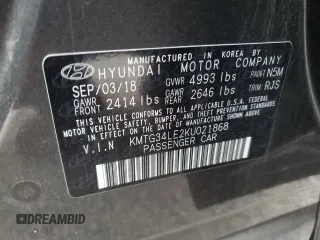 MANUFACTURED IN KOREA BY
HYUNDAI MOTOR COMPANY
SEP/03/18 GVWR 4993 lbs PAINT N5M
GAWR FRONT 2414 lbs GAWR REAR 2646 lbs TRIM RJS
THIS VEHICLE CONFORMS TO ALL APPLICABLE U.S.A. FEDERAL
MOTOR VEHICLE SAFETY, BUMPER, AND THEFT PREVENTION
STANDARDS IN EFFECT ON THE DATE OF MANUFACTURE SHOWN ABOVE.
V.I.N KMTG34LE2KU021868
PASSENGER CAR
DREAMBID